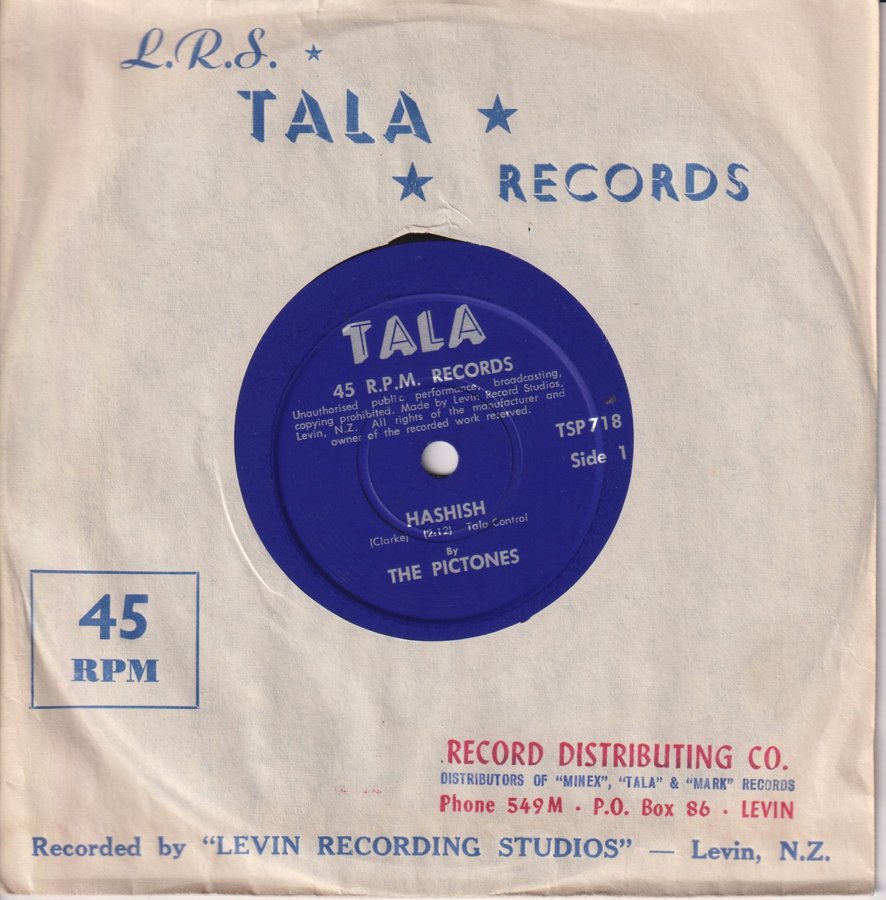 L.R.S.
TALA
RECORDS
TALA
45 R.P.M. RECORDS
Unauthorised public performance, broadcasting,
copying prohibited. Made by Levin Record Studios,
Levin, N.Z. All rights of the manufacturer and
owner of the recorded work reserved.
TSP 718
Side 1
HASHISH
(Clarke) (2:12) Tala Control
By
THE PICTONES
45
RPM
RECORD DISTRIBUTING CO.
DISTRIBUTORS OF "MINEX", "TALA" & "MARK" RECORDS
Phone 549M · P.O. Box 86 · LEVIN
Recorded by "LEVIN RECORDING STUDIOS" — Levin, N.Z.